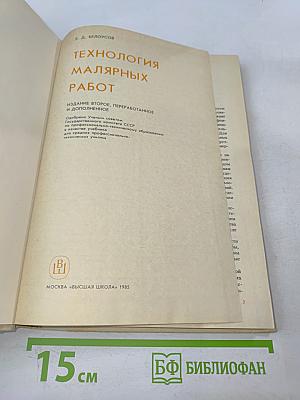 Е. Д. БЕЛОУСОВ
ТЕХНОЛОГИЯ
МАЛЯРНЫХ
РАБОТ
ИЗДАНИЕ ВТОРОЕ, ПЕРЕРАБОТАННОЕ
И ДОПОЛНЕННОЕ
Одобрено Ученым советом
Государственного комитета СССР
по профессионально-техническому образованию
в качестве учебника
для средних профессионально-
технических училищ
МОСКВА «ВЫСШАЯ ШКОЛА» 1985
15 см
БФ БИБЛИОФАН